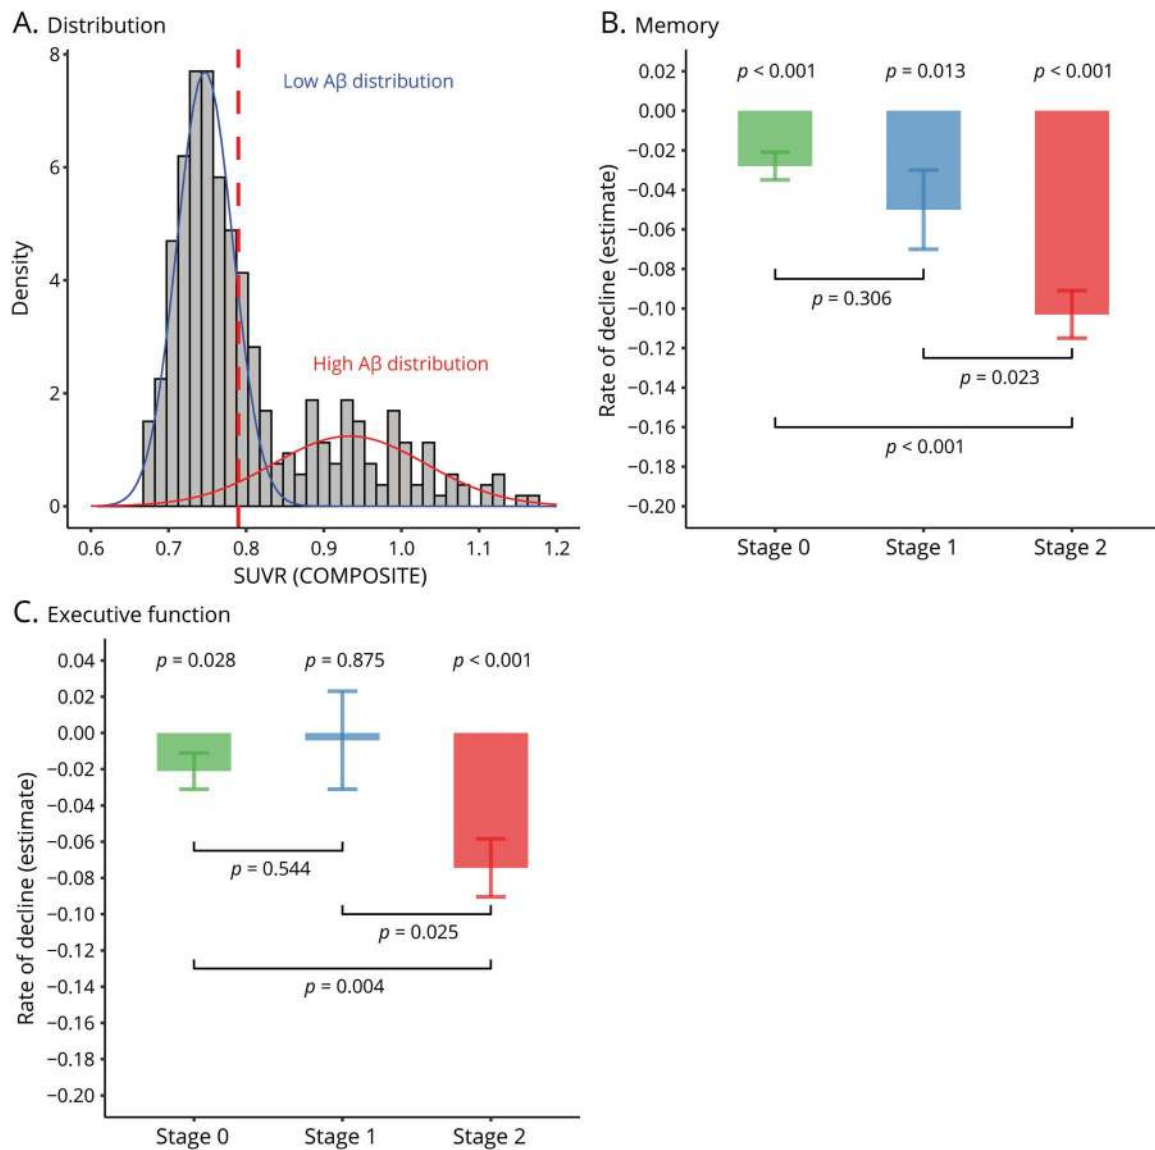 A. Distribution
8
6
4
2
0
Density
Low Aβ distribution
High Aβ distribution
0.6 0.7 0.8 0.9 1.0 1.1 1.2
SUVR (COMPOSITE)
B. Memory
0.02
0.00
−0.02
−0.04
−0.06
−0.08
−0.10
−0.12
−0.14
−0.16
−0.18
−0.20
Rate of decline (estimate)
p < 0.001 p = 0.013 p < 0.001
p = 0.306
p = 0.023
p < 0.001
Stage 0 Stage 1 Stage 2
C. Executive function
0.04
0.02
0.00
−0.02
−0.04
−0.06
−0.08
−0.10
−0.12
−0.14
−0.16
−0.18
−0.20
Rate of decline (estimate)
p = 0.028 p = 0.875 p < 0.001
p = 0.544
p = 0.025
p = 0.004
Stage 0 Stage 1 Stage 2